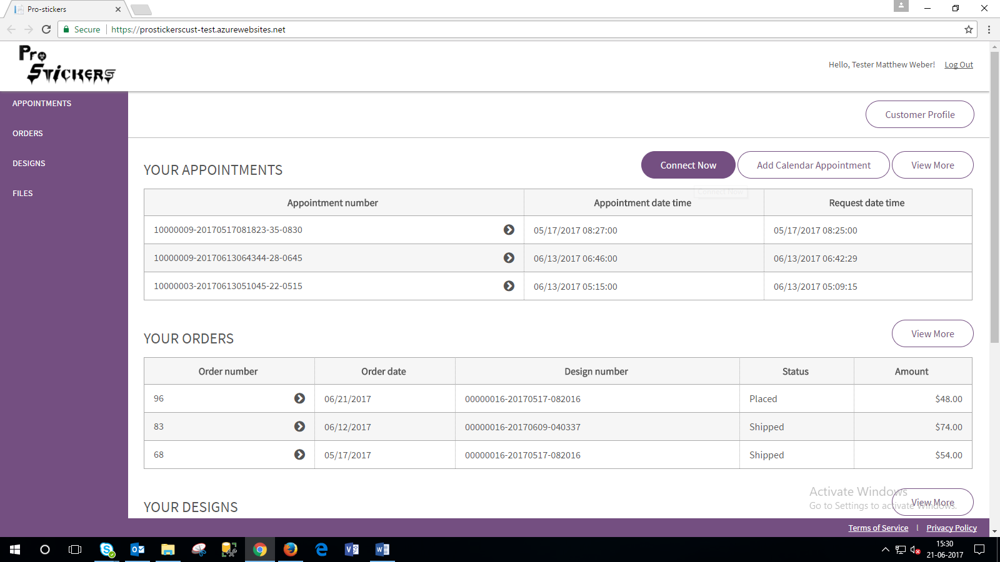 Pro-stickers
Secure https://prostickerscust-test.azurewebsites.net
Pro
Stickers
Hello, Tester Matthew Weber! Log Out
APPOINTMENTS
ORDERS
DESIGNS
FILES
Customer Profile
YOUR APPOINTMENTS
Connect Now Add Calendar Appointment View More
Connect Now
Appointment number Appointment date time Request date time
10000009-20170517081823-35-0830 05/17/2017 08:27:00 05/17/2017 08:25:00
10000009-20170613064344-28-0645 06/13/2017 06:46:00 06/13/2017 06:42:29
10000003-20170613051045-22-0515 06/13/2017 05:15:00 06/13/2017 05:09:15
YOUR ORDERS
View More
Order number Order date Design number Status Amount
96 06/21/2017 00000016-20170517-082016 Placed $48.00
83 06/12/2017 00000016-20170609-040337 Shipped $74.00
68 05/17/2017 00000016-20170517-082016 Shipped $54.00
YOUR DESIGNS
View More
Activate Windows
Go to Settings to activate Windows.
Terms of Service | Privacy Policy
15:30
21-06-2017